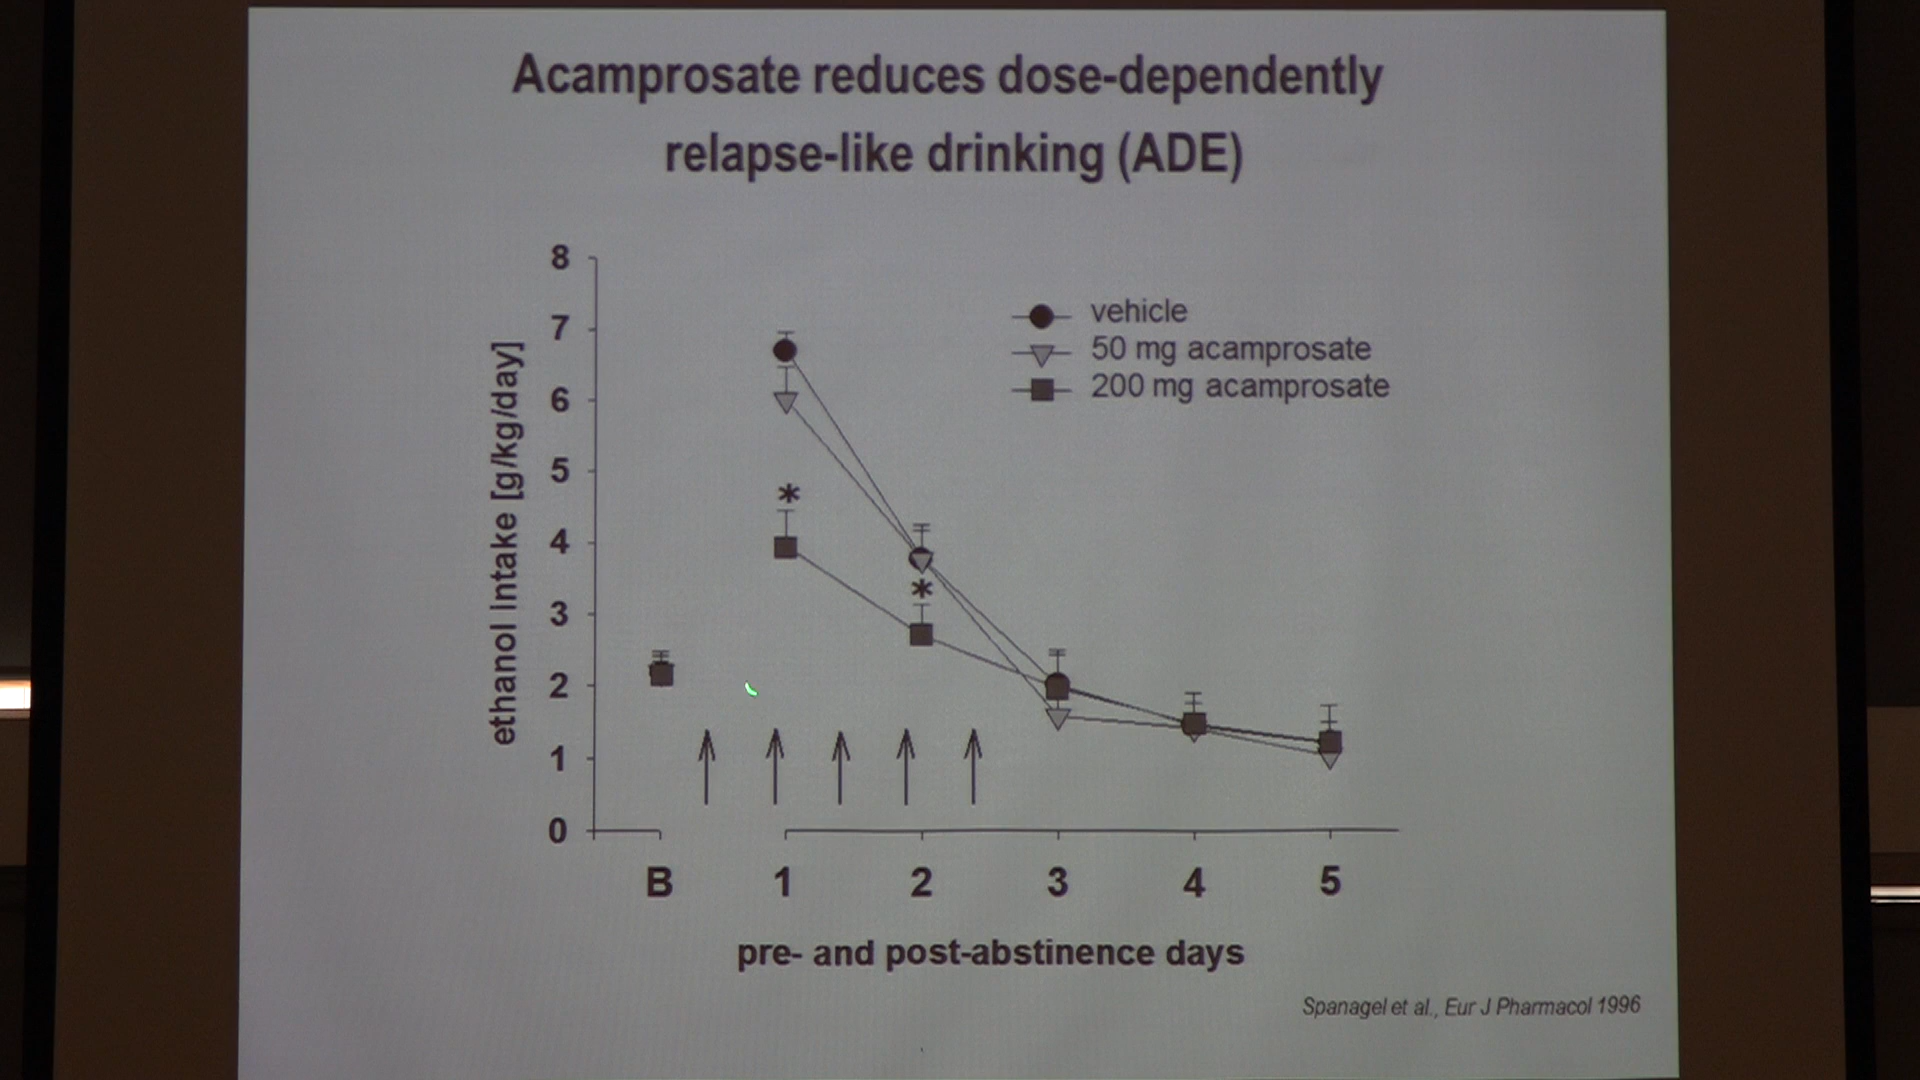 Acamprosate reduces dose-dependently
relapse-like drinking (ADE)
8
7
6
5
4
3
2
1
0
ethanol intake [g/kg/day]
vehicle
50 mg acamprosate
200 mg acamprosate
*
*
B 1 2 3 4 5
pre- and post-abstinence days
Spanagel et al., Eur J Pharmacol 1996